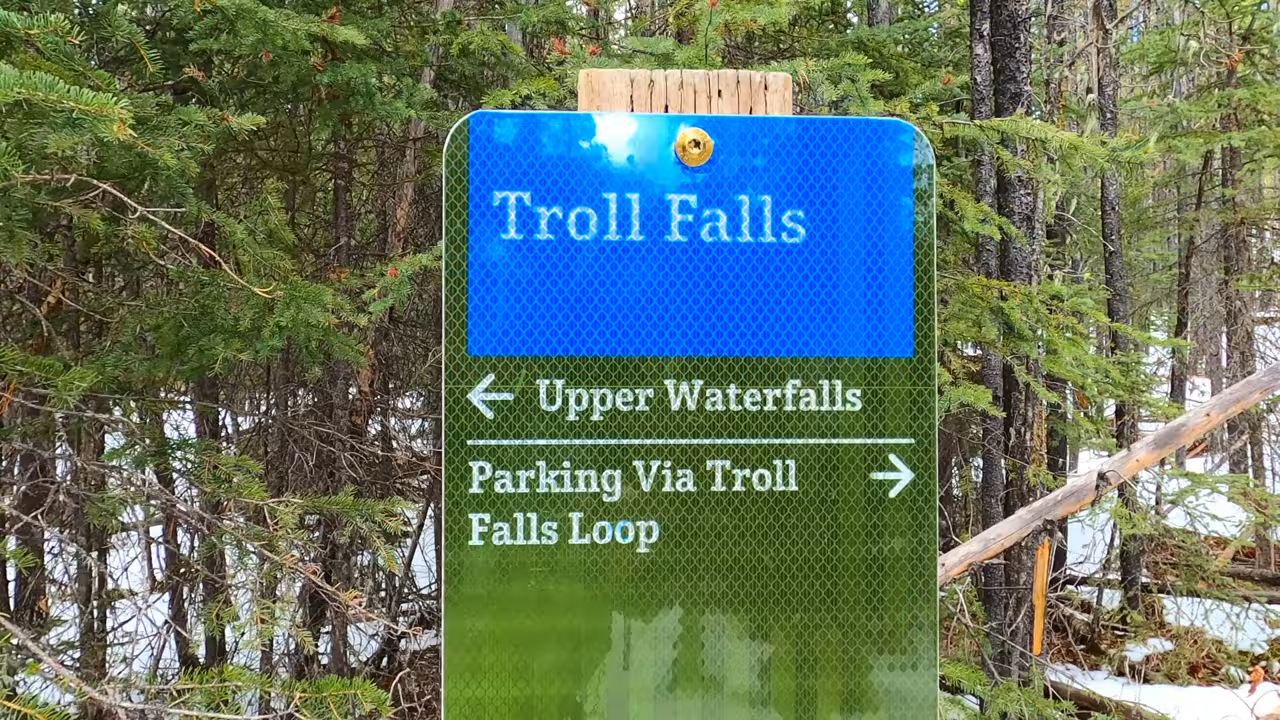 Troll Falls
← Upper Waterfalls
Parking Via Troll →
Falls Loop